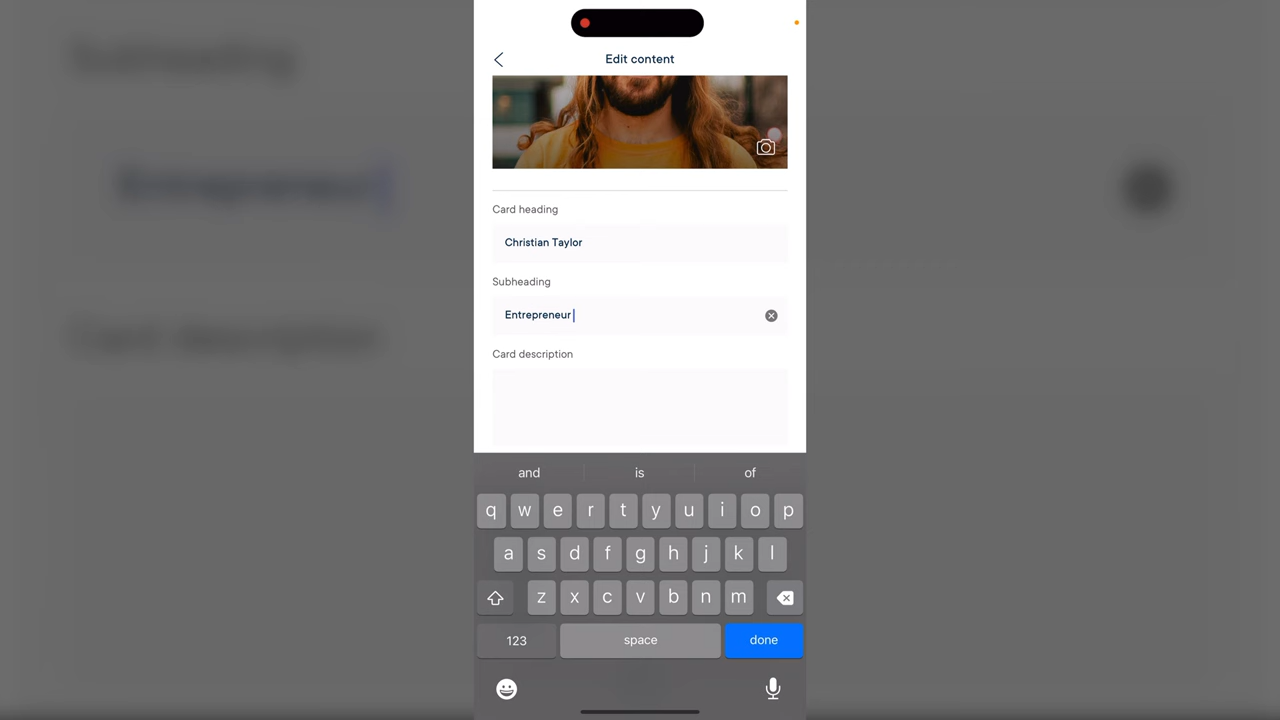 Edit content
Card heading
Christian Taylor
Subheading
Entrepreneur
Card description
and is of
q w e r t y u i o p
a s d f g h j k l
z x c v b n m
123 space done